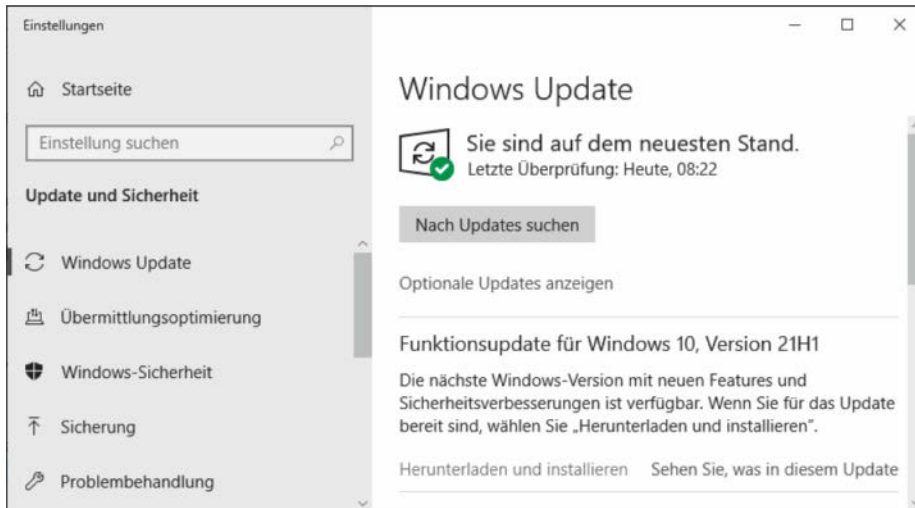 Einstellungen
Startseite
Einstellung suchen
Update und Sicherheit
Windows Update
Übermittlungsoptimierung
Windows-Sicherheit
Sicherung
Problembehandlung
Windows Update
Sie sind auf dem neuesten Stand.
Letzte Überprüfung: Heute, 08:22
Nach Updates suchen
Optionale Updates anzeigen
Funktionsupdate für Windows 10, Version 21H1
Die nächste Windows-Version mit neuen Features und
Sicherheitsverbesserungen ist verfügbar. Wenn Sie für das Update
bereit sind, wählen Sie „Herunterladen und installieren“.
Herunterladen und installieren Sehen Sie, was in diesem Update